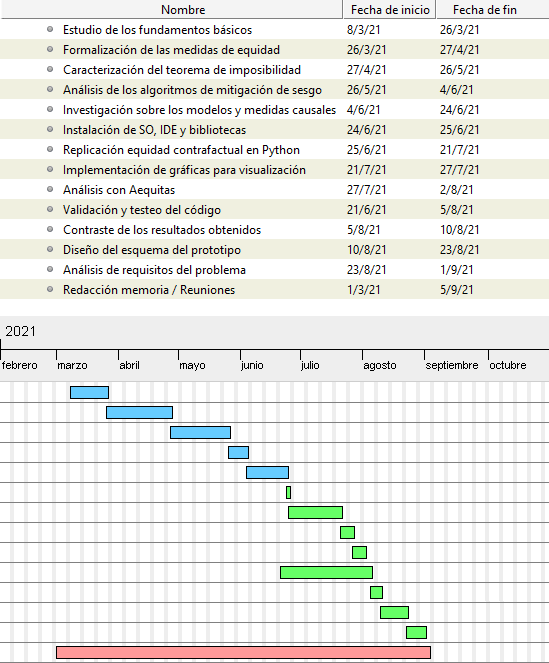 Nombre Fecha de inicio Fecha de fin
Estudio de los fundamentos básicos 8/3/21 26/3/21
Formalización de las medidas de equidad 26/3/21 27/4/21
Caracterización del teorema de imposibilidad 27/4/21 26/5/21
Análisis de los algoritmos de mitigación de sesgo 26/5/21 4/6/21
Investigación sobre los modelos y medidas causales 4/6/21 24/6/21
Instalación de SO, IDE y bibliotecas 24/6/21 25/6/21
Replicación equidad contrafactual en Python 25/6/21 21/7/21
Implementación de gráficas para visualización 21/7/21 27/7/21
Análisis con Aequitas 27/7/21 2/8/21
Validación y testeo del código 21/6/21 5/8/21
Contraste de los resultados obtenidos 5/8/21 10/8/21
Diseño del esquema del prototipo 10/8/21 23/8/21
Análisis de requisitos del problema 23/8/21 1/9/21
Redacción memoria / Reuniones 1/3/21 5/9/21
2021
febrero marzo abril mayo junio julio agosto septiembre octubre